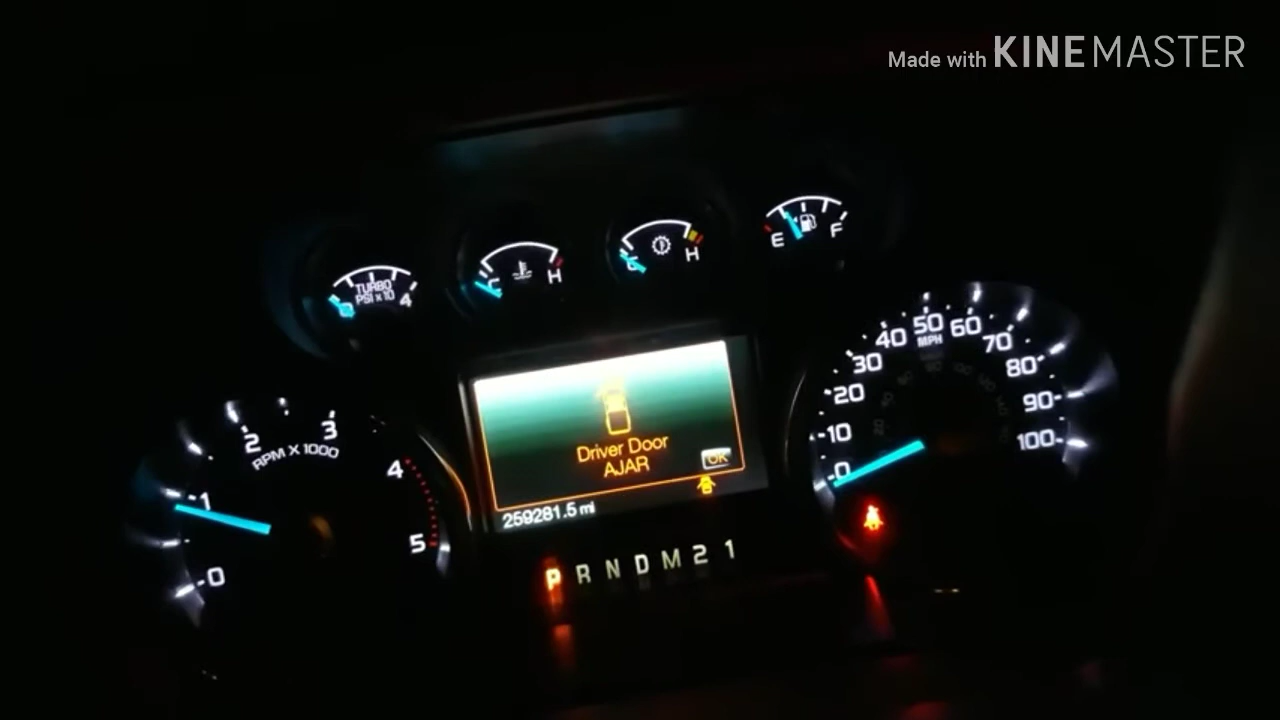 Made with KINEMASTER
TURBO
PSI x 10
0 4
C H
C H
E F
0 1 2 3 4 5
RPM X 1000
Driver Door
AJAR
OK
259281.5 mi
P R N D M 2 1
0 10 20 30 40 50 60 70 80 90 100
MPH